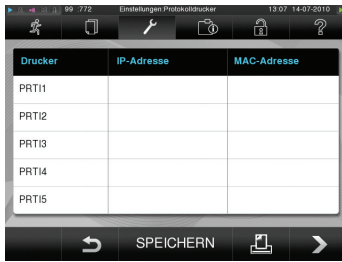 99 772 Einstellungen:Protokolldrucker 13:07 14-07-2010
Drucker IP-Adresse MAC-Adresse
PRTI1
PRTI2
PRTI3
PRTI4
PRTI5
SPEICHERN